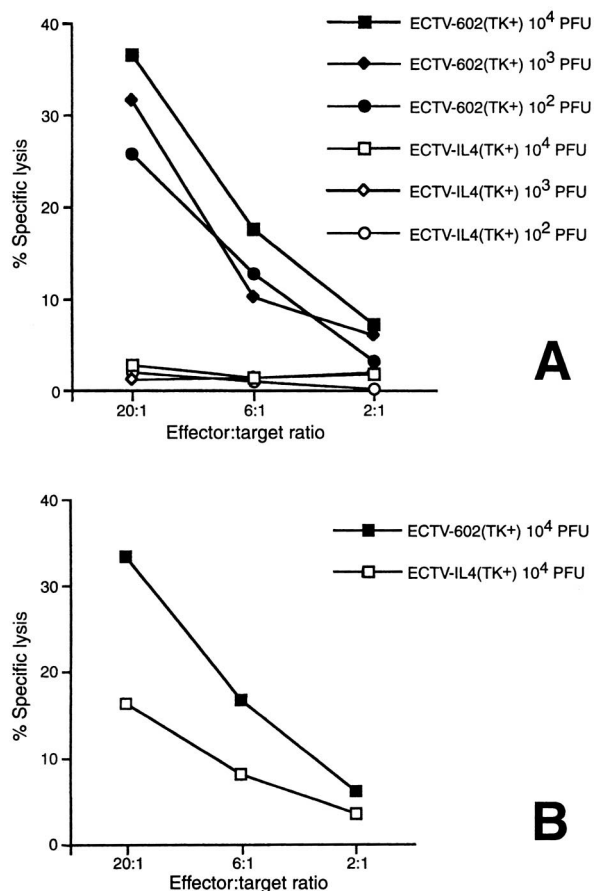 40
30
20
10
0
% Specific lysis
20:1
6:1
2:1
Effector:target ratio
ECTV-602(TK+) 10⁴ PFU
ECTV-602(TK+) 10³ PFU
ECTV-602(TK+) 10² PFU
ECTV-IL4(TK+) 10⁴ PFU
ECTV-IL4(TK+) 10³ PFU
ECTV-IL4(TK+) 10² PFU
A
40
30
20
10
0
% Specific lysis
20:1
6:1
2:1
Effector:target ratio
ECTV-602(TK+) 10⁴ PFU
ECTV-IL4(TK+) 10⁴ PFU
B